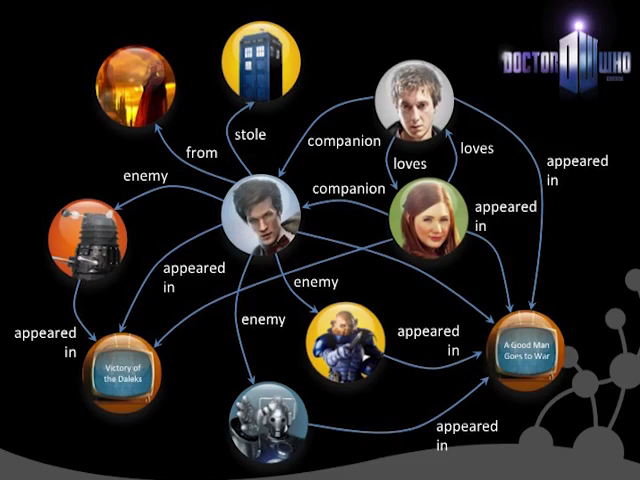 DOCTOR WHO
stole
companion
loves
loves
from
enemy
companion
appeared
in
appeared
in
appeared
in
enemy
enemy
appeared
in
appeared
in
Victory of
the Daleks
A Good Man
Goes to War
appeared
in